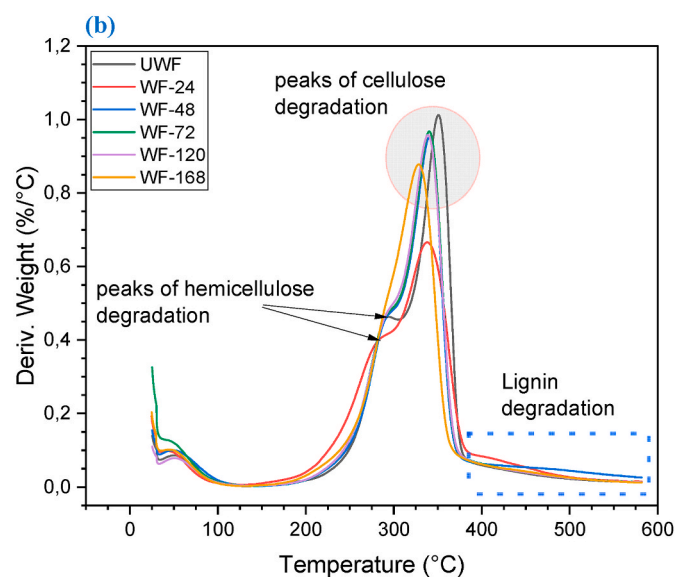 (b)
1,2
1,0
0,8
0,6
0,4
0,2
0,0
Deriv. Weight (%/°C)
UWF
WF-24
WF-48
WF-72
WF-120
WF-168
peaks of cellulose
degradation
peaks of hemicellulose
degradation
Lignin
degradation
0 100 200 300 400 500 600
Temperature (°C)